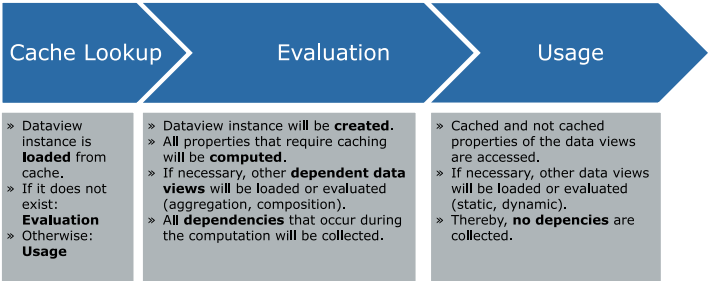 Cache Lookup
Evaluation
Usage
» Dataview
instance is
loaded from
cache.
» If it does not
exist:
Evaluation
» Otherwise:
Usage
» Dataview instance will be created.
» All properties that require caching
will be computed.
» If necessary, other dependent data
views will be loaded or evaluated
(aggregation, composition).
» All dependencies that occur during
the computation will be collected.
» Cached and not cached
properties of the data views
are accessed.
» If necessary, other data views
will be loaded or evaluated
(static, dynamic).
» Thereby, no depencies are
collected.